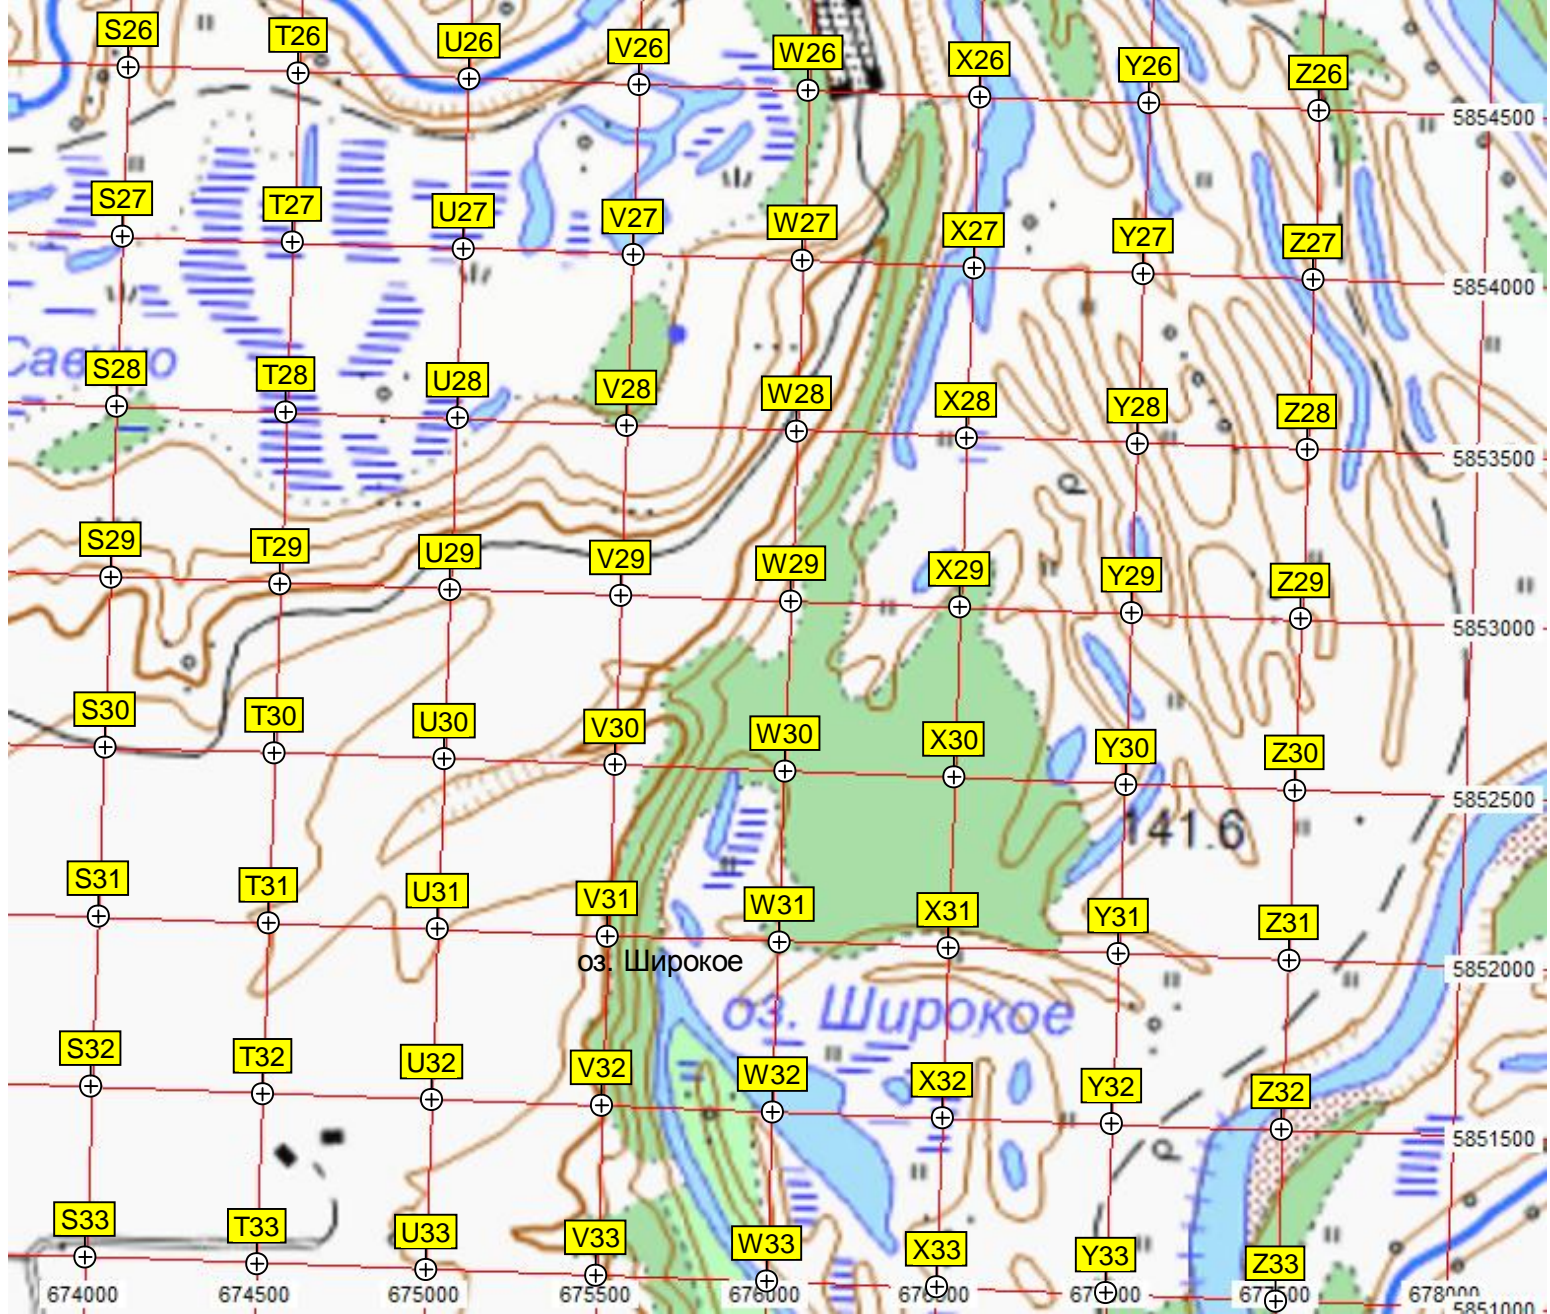 S26 T26 U26 V26 W26 X26 Y26 Z26
5854500
S27 T27 U27 V27 W27 X27 Y27 Z27
5854000
S28 T28 U28 V28 W28 X28 Y28 Z28
5853500
S29 T29 U29 V29 W29 X29 Y29 Z29
5853000
S30 T30 U30 V30 W30 X30 Y30 Z30
5852500
141.6
S31 T31 U31 V31 W31 X31 Y31 Z31
оз. Широкое
5852000
оз. Широкое
S32 T32 U32 V32 W32 X32 Y32 Z32
5851500
S33 T33 U33 V33 W33 X33 Y33 Z33
674000 674500 675000 675500